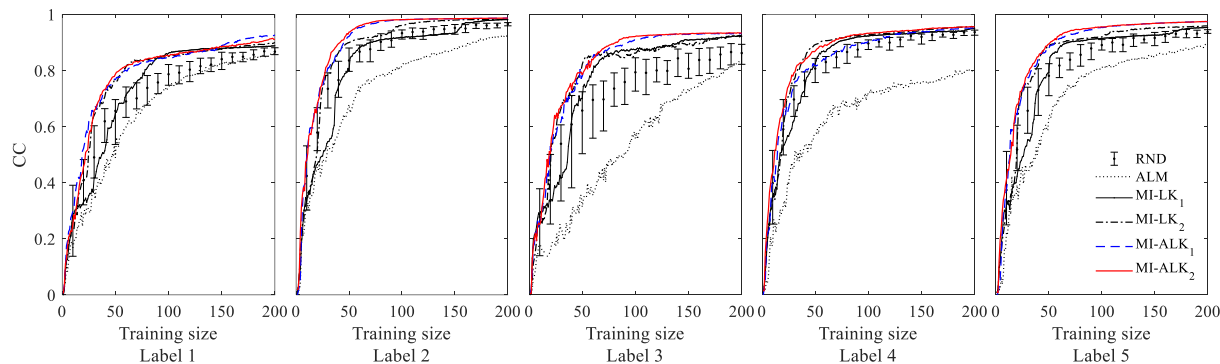 1
0.8
0.6
0.4
0.2
0
CC
0 50 100 150 200
0 50 100 150 200
0 50 100 150 200
0 50 100 150 200
0 50 100 150 200
Training size Training size Training size Training size Training size
Label 1 Label 2 Label 3 Label 4 Label 5
RND
ALM
MI-LK₁
MI-LK₂
MI-ALK₁
MI-ALK₂